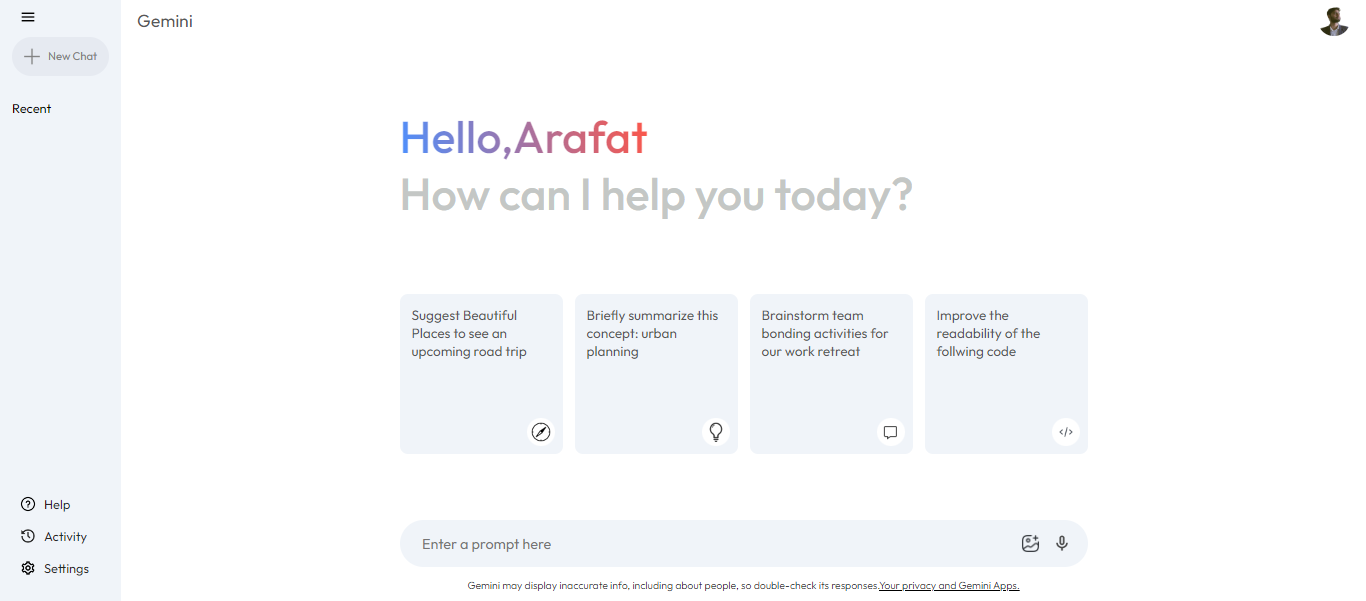 Gemini
New Chat
Recent
Hello,Arafat
How can I help you today?
Suggest Beautiful
Places to see an
upcoming road trip
Briefly summarize this
concept: urban
planning
Brainstorm team
bonding activities for
our work retreat
Improve the
readability of the
follwing code
Help
Activity
Settings
Enter a prompt here
Gemini may display inaccurate info, including about people, so double-check its responses.Your privacy and Gemini Apps.